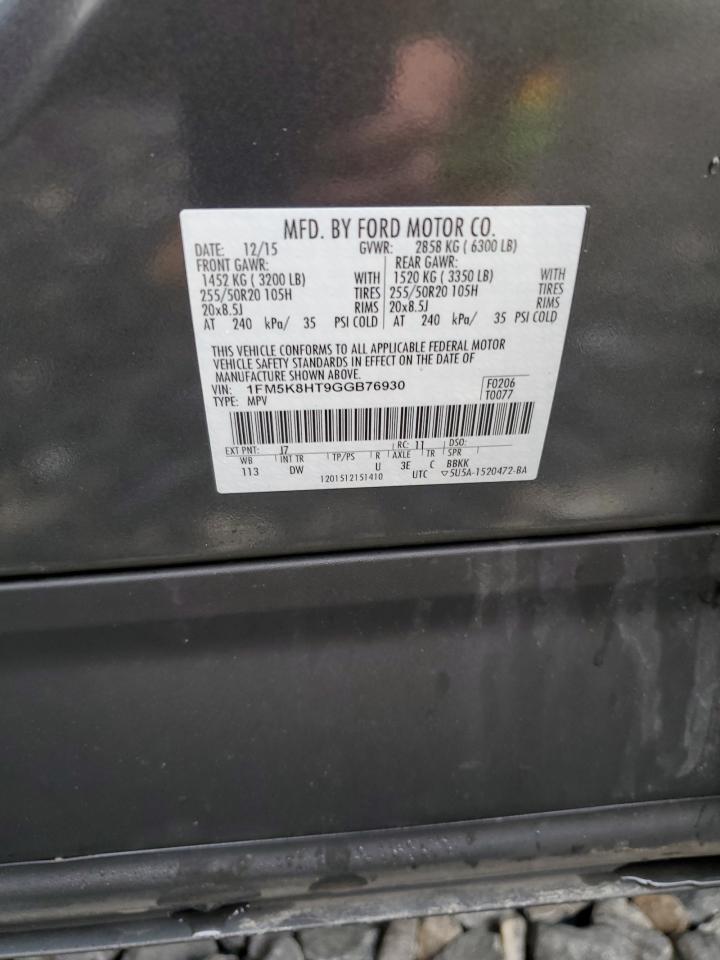 MFD. BY FORD MOTOR CO.
DATE: 12/15 GVWR: 2858 KG ( 6300 LB)
FRONT GAWR: REAR GAWR:
1452 KG ( 3200 LB) WITH 1520 KG ( 3350 LB) WITH
255/50R20 105H TIRES 255/50R20 105H TIRES
20x8.5J RIMS 20x8.5J RIMS
AT 240 kPa/ 35 PSI COLD AT 240 kPa/ 35 PSI COLD
THIS VEHICLE CONFORMS TO ALL APPLICABLE FEDERAL MOTOR
VEHICLE SAFETY STANDARDS IN EFFECT ON THE DATE OF
MANUFACTURE SHOWN ABOVE.
VIN: 1FM5K8HT9GGB76930 F0206
TYPE: MPV T0077
EXT PNT: J7 RC: 11 DSO:
WB INT TR TP/PS R AXLE TR SPR
113 DW U 3E C BBKK
1201512151410 UTC ▽5U5A-1520472-BA